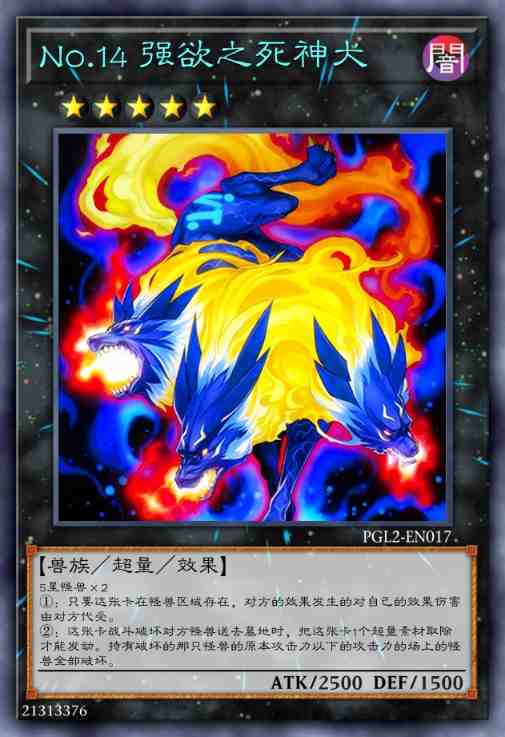 No.14 强欲之死神犬
闇
PGL2-EN017
【兽族／超量／效果】
5星怪兽×2
①：只要这张卡在怪兽区域存在，对方的效果发生的对自己的效果伤害
由对方代受。
②：这张卡战斗破坏对方怪兽送去墓地时，把这张卡1个超量素材取除
才能发动。持有破坏的那只怪兽的原本攻击力以下的攻击力的场上的怪
兽全部破坏。
ATK/2500 DEF/1500
21313376